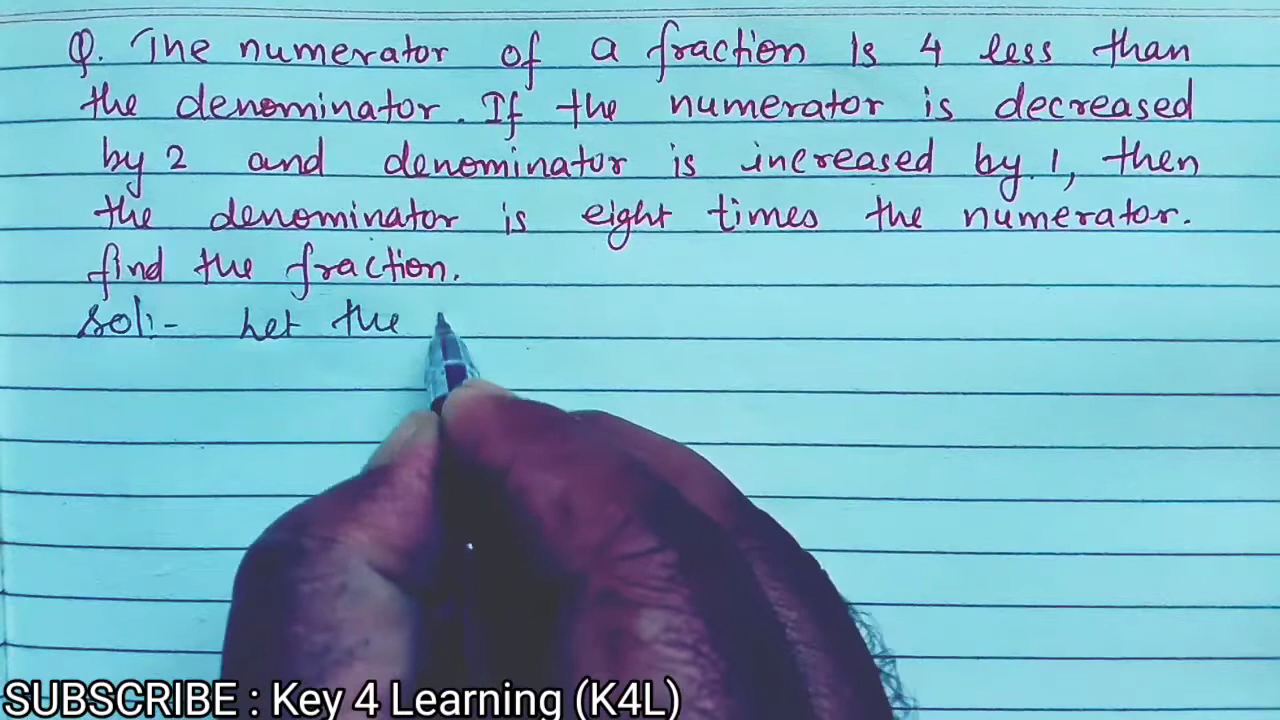 Q. The numerator of a fraction is 4 less than
the denominator. If the numerator is decreased
by 2 and denominator is increased by 1, then
the denominator is eight times the numerator.
find the fraction.
Sol:- Let the
SUBSCRIBE : Key 4 Learning (K4L)